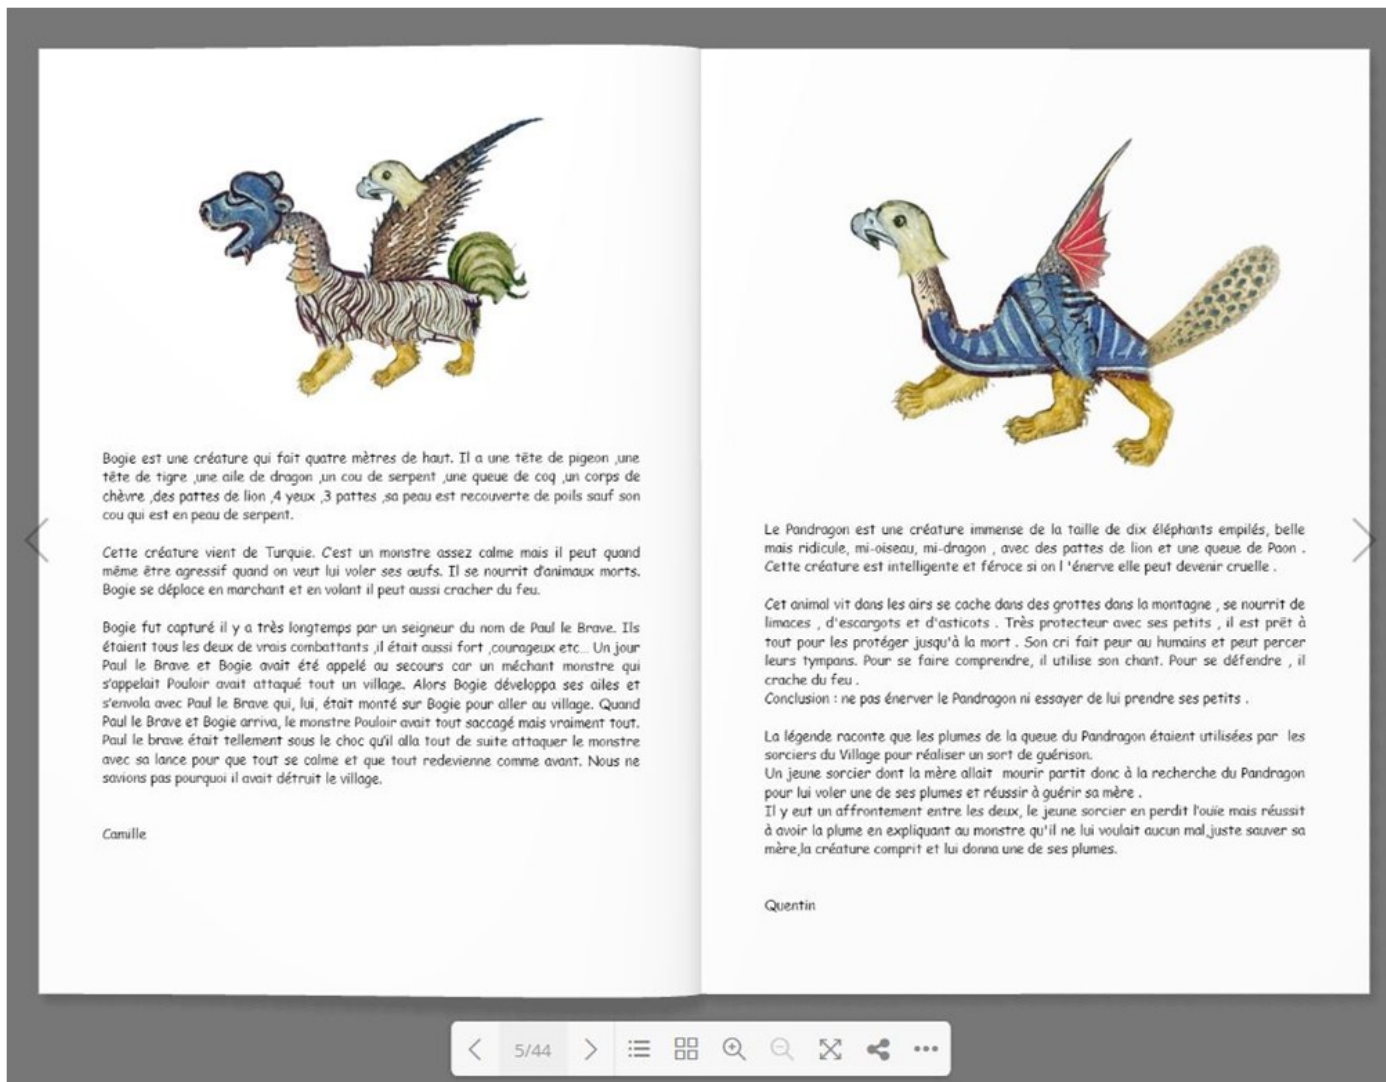 Bogie est une créature qui fait quatre mètres de haut. Il a une tête de pigeon ,une
tête de tigre ,une aile de dragon ,un cou de serpent ,une queue de coq ,un corps de
chèvre ,des pattes de lion ,4 yeux ,3 pattes ,sa peau est recouverte de poils sauf son
cou qui est en peau de serpent.
Cette créature vient de Turquie. C'est un monstre assez calme mais il peut quand
même être agressif quand on veut lui voler ses œufs. Il se nourrit d'animaux morts.
Bogie se déplace en marchant et en volant il peut aussi cracher du feu.
Bogie fut capturé il y a très longtemps par un seigneur du nom de Paul le Brave. Ils
étaient tous les deux de vrais combattants ,il était aussi fort ,courageux etc... Un jour
Paul le Brave et Bogie avait été appelé au secours car un méchant monstre qui
s'appelait Pouloir avait attaqué tout un village. Alors Bogie développa ses ailes et
s'envola avec Paul le Brave qui, lui, était monté sur Bogie pour aller au village. Quand
Paul le Brave et Bogie arriva, le monstre Pouloir avait tout saccagé mais vraiment tout.
Paul le brave était tellement sous le choc qu'il alla tout de suite attaquer le monstre
avec sa lance pour que tout se calme et que tout redevienne comme avant. Nous ne
savions pas pourquoi il avait détruit le village.
Camille
Le Pandragon est une créature immense de la taille de dix éléphants empilés, belle
mais ridicule, mi-oiseau, mi-dragon , avec des pattes de lion et une queue de Paon .
Cette créature est intelligente et féroce si on l 'énerve elle peut devenir cruelle .
Cet animal vit dans les airs se cache dans des grottes dans la montagne , se nourrit de
limaces , d'escargots et d'asticots . Très protecteur avec ses petits , il est prêt à
tout pour les protéger jusqu'à la mort . Son cri fait peur au humains et peut percer
leurs tympans. Pour se faire comprendre, il utilise son chant. Pour se défendre , il
crache du feu .
Conclusion : ne pas énerver le Pandragon ni essayer de lui prendre ses petits .
La légende raconte que les plumes de la queue du Pandragon étaient utilisées par les
sorciers du Village pour réaliser un sort de guérison.
Un jeune sorcier dont la mère allait mourir partit donc à la recherche du Pandragon
pour lui voler une de ses plumes et réussir à guérir sa mère .
Il y eut un affrontement entre les deux, le jeune sorcier en perdit l'ouïe mais réussit
à avoir la plume en expliquant au monstre qu'il ne lui voulait aucun mal,juste sauver sa
mère,la créature comprit et lui donna une de ses plumes.
Quentin
5/44